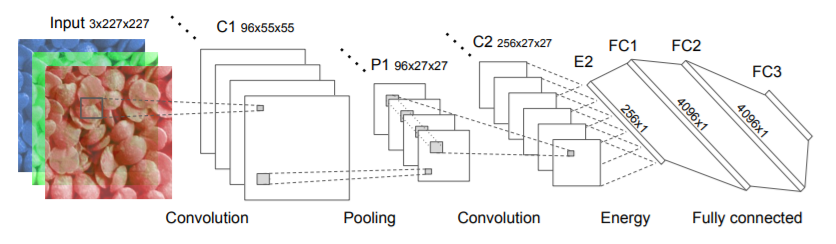 Input 3x227x227
C1 96x55x55
P1 96x27x27
C2 256x27x27
E2
FC1
FC2
FC3
256x1
4096x1
4096x1
Convolution
Pooling
Convolution
Energy
Fully connected